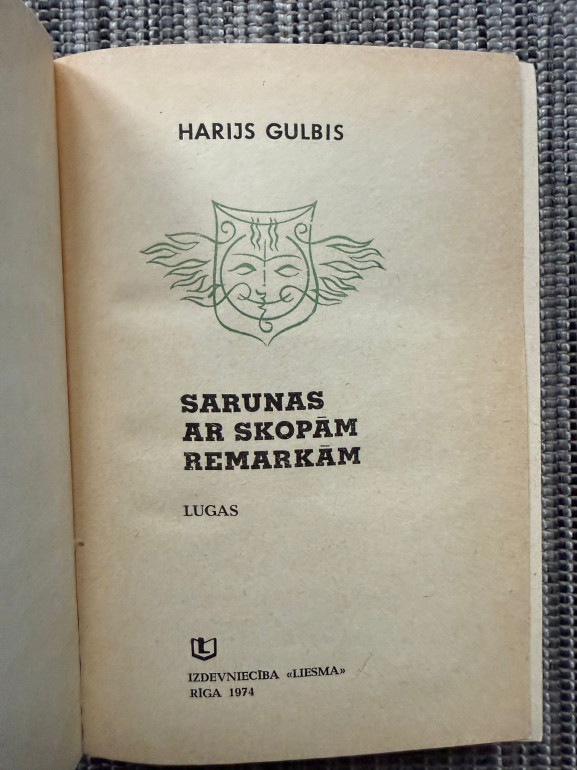 HARIJS GULBIS
SARUNAS
AR SKOPĀM
REMARKĀM
LUGAS
L
IZDEVNIECĪBA «LIESMA»
RĪGA 1974